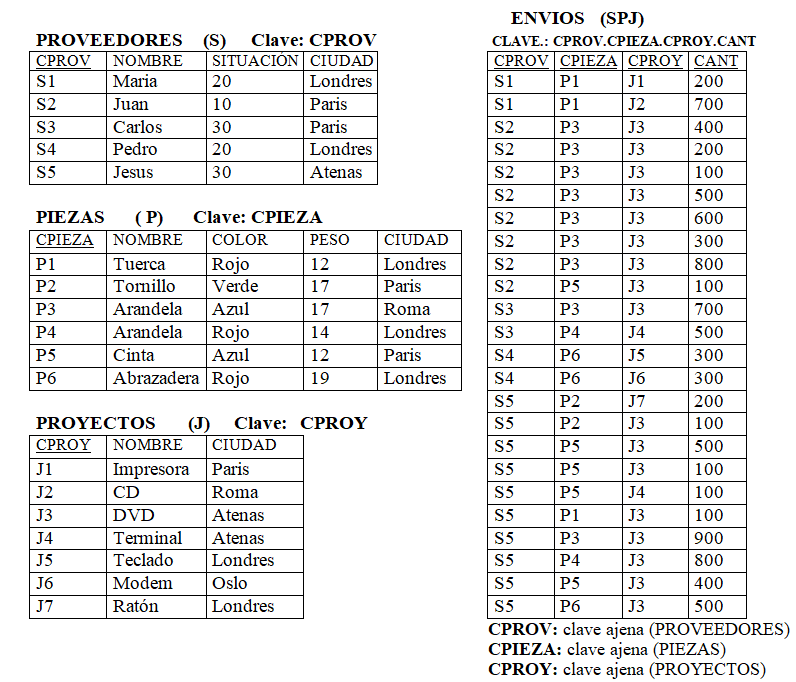 PROVEEDORES (S) Clave: CPROV
CPROV NOMBRE SITUACIÓN CIUDAD
S1 Maria 20 Londres
S2 Juan 10 Paris
S3 Carlos 30 Paris
S4 Pedro 20 Londres
S5 Jesus 30 Atenas
PIEZAS ( P) Clave: CPIEZA
CPIEZA NOMBRE COLOR PESO CIUDAD
P1 Tuerca Rojo 12 Londres
P2 Tornillo Verde 17 Paris
P3 Arandela Azul 17 Roma
P4 Arandela Rojo 14 Londres
P5 Cinta Azul 12 Paris
P6 Abrazadera Rojo 19 Londres
PROYECTOS (J) Clave: CPROY
CPROY NOMBRE CIUDAD
J1 Impresora Paris
J2 CD Roma
J3 DVD Atenas
J4 Terminal Atenas
J5 Teclado Londres
J6 Modem Oslo
J7 Ratón Londres
ENVIOS (SPJ)
CLAVE.: CPROV.CPIEZA.CPROY.CANT
CPROV CPIEZA CPROY CANT
S1 P1 J1 200
S1 P1 J2 700
S2 P3 J3 400
S2 P3 J3 200
S2 P3 J3 100
S2 P3 J3 500
S2 P3 J3 600
S2 P3 J3 300
S2 P3 J3 800
S2 P5 J3 100
S3 P3 J3 700
S3 P4 J4 500
S4 P6 J5 300
S4 P6 J6 300
S5 P2 J7 200
S5 P2 J3 100
S5 P5 J3 500
S5 P5 J3 100
S5 P5 J4 100
S5 P1 J3 100
S5 P3 J3 900
S5 P4 J3 800
S5 P5 J3 400
S5 P6 J3 500
CPROV: clave ajena (PROVEEDORES)
CPIEZA: clave ajena (PIEZAS)
CPROY: clave ajena (PROYECTOS)